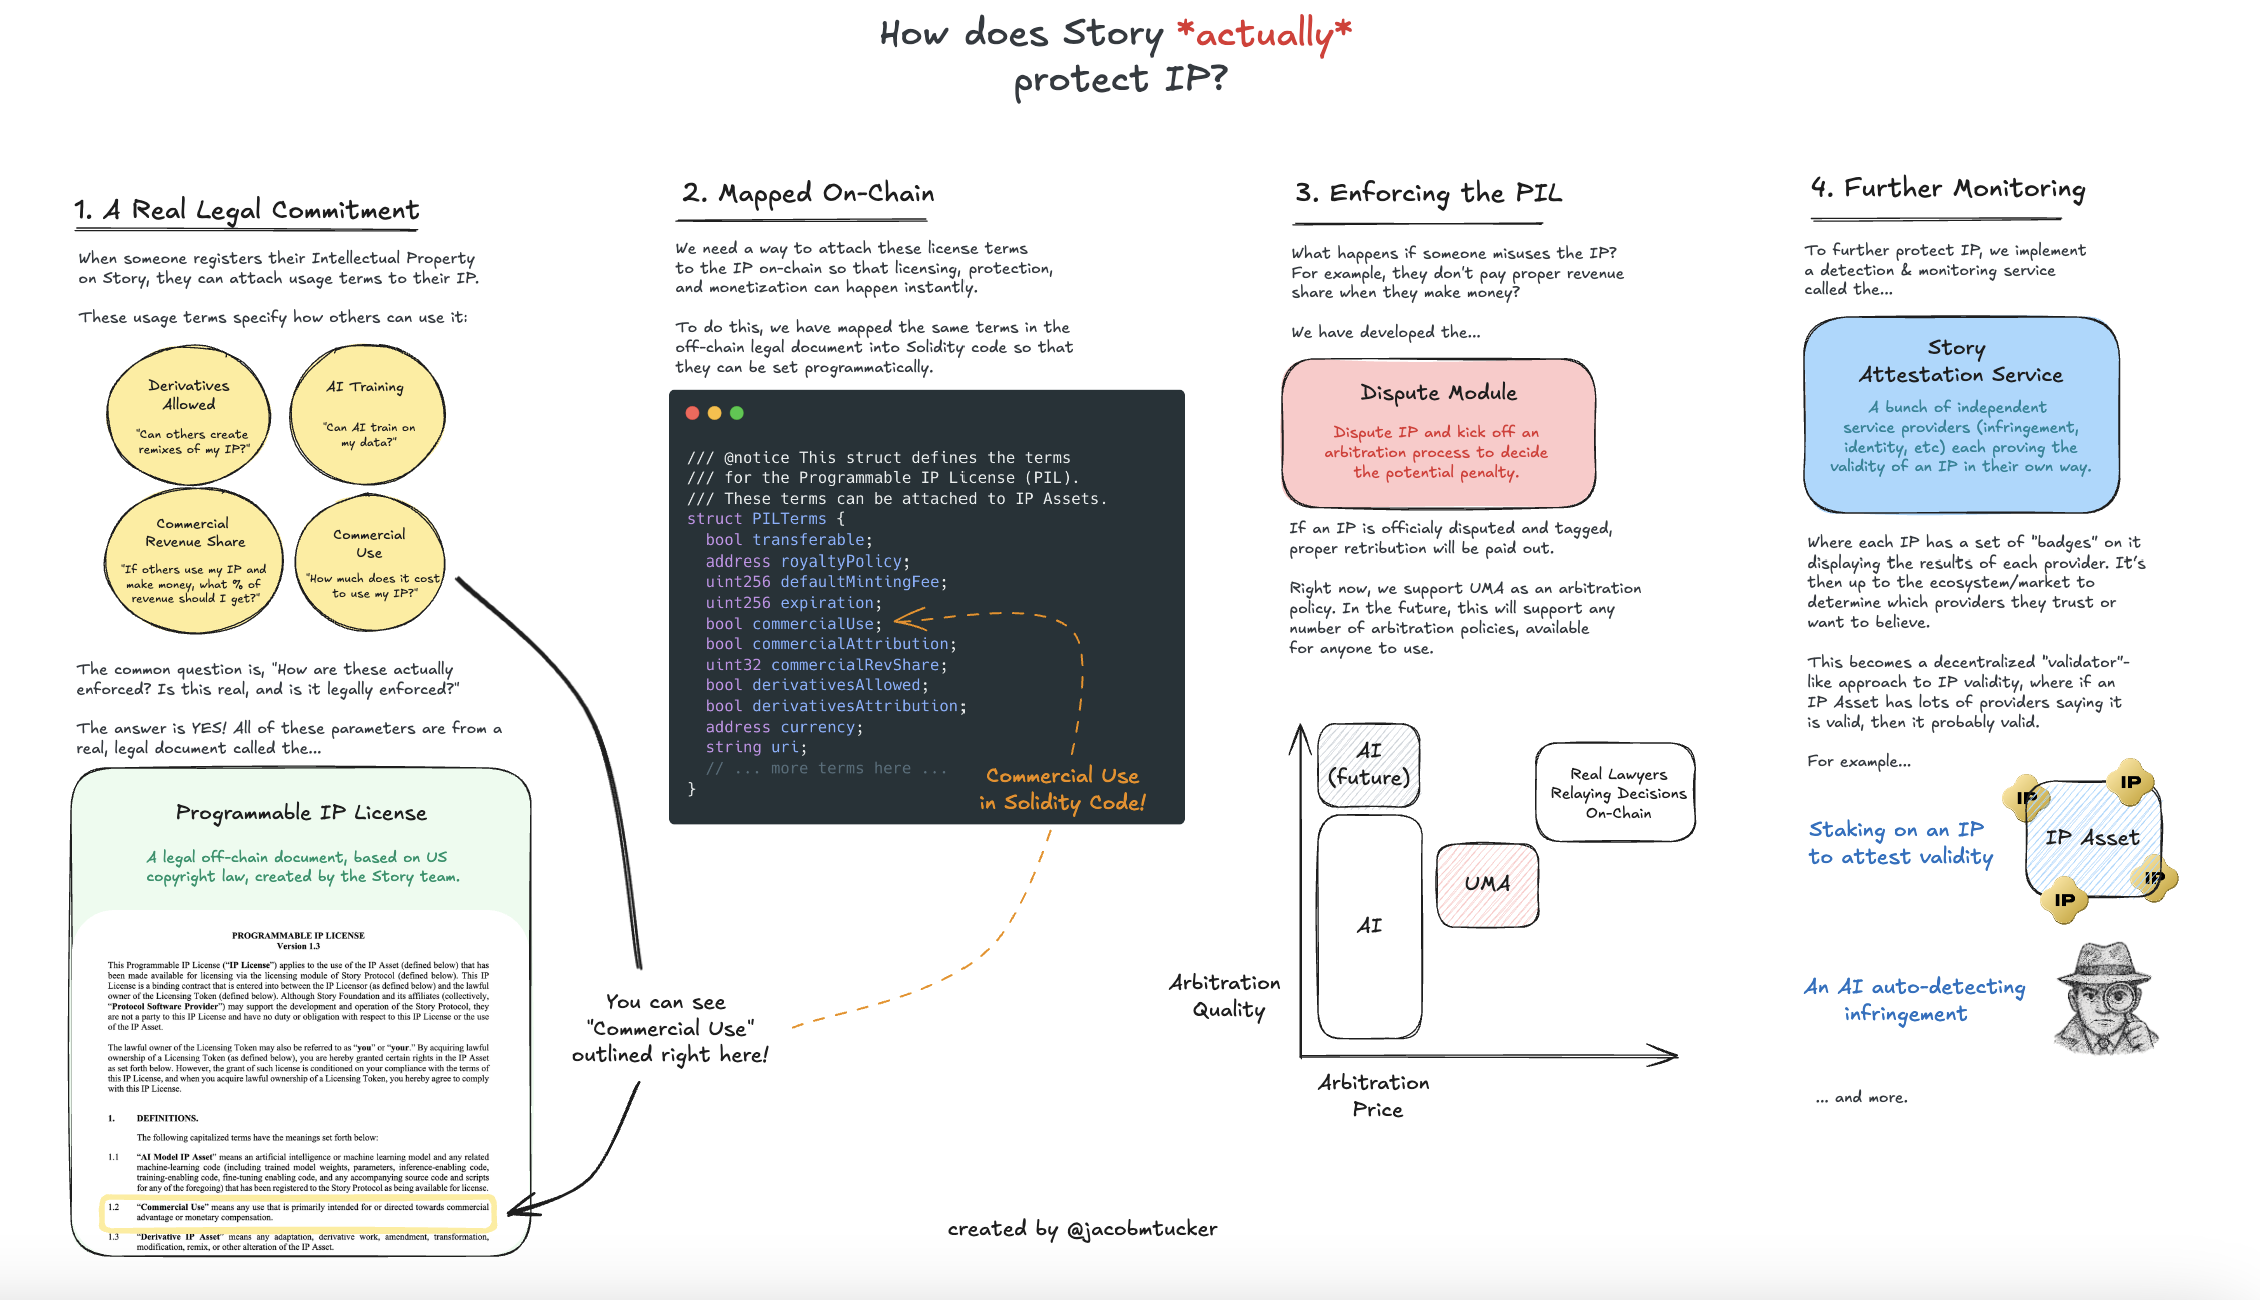 How does Story *actually*
protect IP?
1. A Real Legal Commitment
When someone registers their Intellectual Property
on Story, they can attach usage terms to their IP.
These usage terms specify how others can use it:
Derivatives
Allowed
"Can others create
remixes of my IP?"
AI Training
"Can AI train on
my data?"
Commercial
Revenue Share
"If others use my IP and
make money, what % of
revenue should I get?"
Commercial
Use
"How much does it cost
to use my IP?"
The common question is, "How are these actually
enforced? Is this real, and is it legally enforced?"
The answer is YES! All of these parameters are from a
real, legal document called the...
Programmable IP License
A legal off-chain document, based on US
copyright law, created by the Story team.
PROGRAMMABLE IP LICENSE
Version 1.3
This Programmable IP License (“IP License”) applies to the use of the IP Asset (defined below) that has
been made available for licensing via the licensing module of Story Protocol (defined below). This IP
License is a binding contract that is entered into between the IP Licensor (as defined below) and the lawful
owner of the Licensing Token (defined below). Although Story Foundation and its affiliates (collectively,
“Protocol Software Provider”) may support the development and operation of the Story Protocol, they
are not a party to this IP License and have no duty or obligation with respect to this IP License or the use
of the IP Asset.
The lawful owner of the Licensing Token may also be referred to as “you” or “your.” By acquiring lawful
ownership of a Licensing Token (as defined below), you are hereby granted certain rights in the IP Asset
as set forth below. However, the grant of such license is conditioned on your compliance with the terms of
this IP License, and when you acquire lawful ownership of a Licensing Token, you hereby agree to comply
with this IP License.
1. DEFINITIONS.
The following capitalized terms have the meanings set forth below:
1.1 “AI Model IP Asset” means an artificial intelligence or machine learning model and any related
machine-learning code (including trained model weights, parameters, inference-enabling code,
training-enabling code, fine-tuning enabling code, and any accompanying source code and scripts
for any of the foregoing) that has been registered to the Story Protocol as being available for license.
1.2 “Commercial Use” means any use that is primarily intended for or directed towards commercial
advantage or monetary compensation.
1.3 “Derivative IP Asset” means any adaptation, derivative work, amendment, transformation,
modification, remix, or other alteration of the IP Asset.
You can see
"Commercial Use"
outlined right here!
2. Mapped On-Chain
We need a way to attach these license terms
to the IP on-chain so that licensing, protection,
and monetization can happen instantly.
To do this, we have mapped the same terms in the
off-chain legal document into Solidity code so that
they can be set programmatically.
/// @notice This struct defines the terms
/// for the Programmable IP License (PIL).
/// These terms can be attached to IP Assets.
struct PILTerms {
bool transferable;
address royaltyPolicy;
uint256 defaultMintingFee;
uint256 expiration;
bool commercialUse;
bool commercialAttribution;
uint32 commercialRevShare;
bool derivativesAllowed;
bool derivativesAttribution;
address currency;
string uri;
// ... more terms here ...
}
Commercial Use
in Solidity Code!
3. Enforcing the PIL
What happens if someone misuses the IP?
For example, they don't pay proper revenue
share when they make money?
We have developed the...
Dispute Module
Dispute IP and kick off an
arbitration process to decide
the potential penalty.
If an IP is officialy disputed and tagged,
proper retribution will be paid out.
Right now, we support UMA as an arbitration
policy. In the future, this will support any
number of arbitration policies, available
for anyone to use.
AI
(future)
AI
UMA
Real Lawyers
Relaying Decisions
On-Chain
Arbitration
Quality
Arbitration
Price
4. Further Monitoring
To further protect IP, we implement
a detection & monitoring service
called the...
Story
Attestation Service
A bunch of independent
service providers (infringement,
identity, etc) each proving the
validity of an IP in their own way.
Where each IP has a set of "badges" on it
displaying the results of each provider. It's
then up to the ecosystem/market to
determine which providers they trust or
want to believe.
This becomes a decentralized "validator"-
like approach to IP validity, where if an
IP Asset has lots of providers saying it
is valid, then it probably valid.
For example...
Staking on an IP
to attest validity
IP
IP
IP Asset
IP
IP
An AI auto-detecting
infringement
... and more.
created by @jacobmtucker